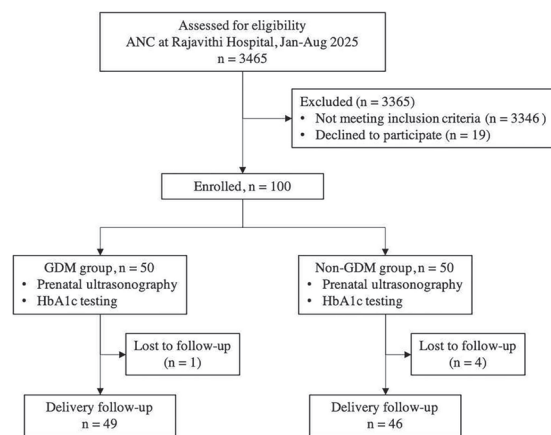 Assessed for eligibility
ANC at Rajavithi Hospital, Jan-Aug 2025
n = 3465
Excluded (n = 3365)
• Not meeting inclusion criteria (n = 3346)
• Declined to participate (n = 19)
Enrolled, n = 100
GDM group, n = 50
• Prenatal ultrasonography
• HbA1c testing
Non-GDM group, n = 50
• Prenatal ultrasonography
• HbA1c testing
Lost to follow-up
(n = 1)
Lost to follow-up
(n = 4)
Delivery follow-up
n = 49
Delivery follow-up
n = 46